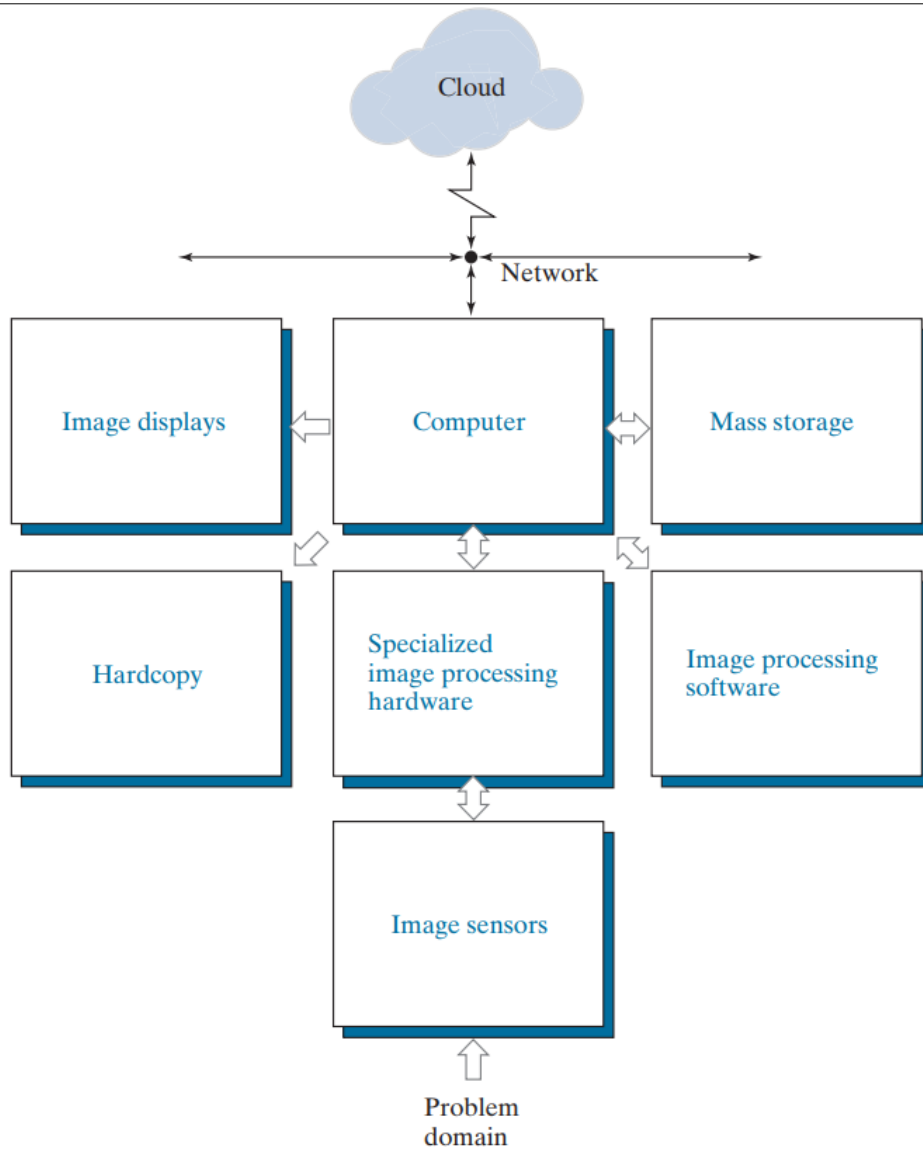 Cloud
Network
Image displays
Computer
Mass storage
Hardcopy
Specialized
image processing
hardware
Image processing
software
Image sensors
Problem
domain